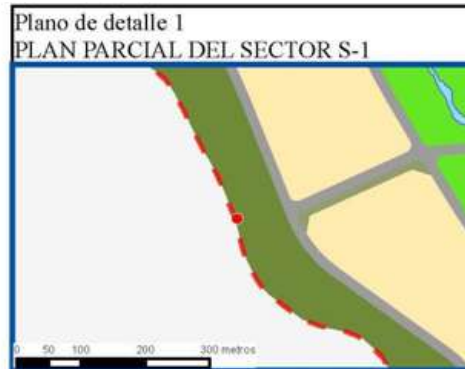 Plano de detalle 1
PLAN PARCIAL DEL SECTOR S-1
0 50 100 200 300 metros